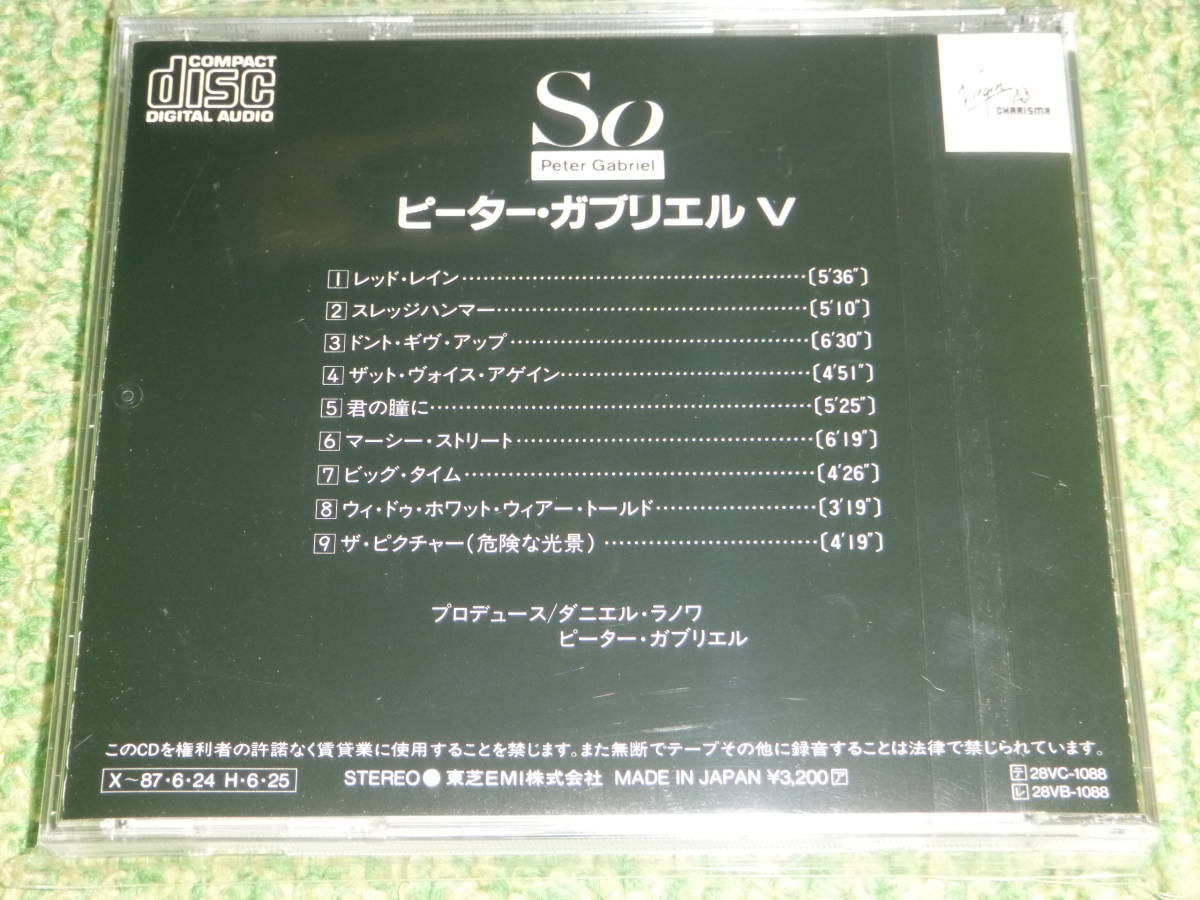 COMPACT
disc
DIGITAL AUDIO
So
Peter Gabriel
Virgin
CHARISMA
ピーター・ガブリエル V
1 レッド・レイン……〔5'36"〕
2 スレッジハンマー……〔5'10"〕
3 ドント・ギヴ・アップ……〔6'30"〕
4 ザット・ヴォイス・アゲイン……〔4'51"〕
5 君の瞳に……〔5'25"〕
6 マーシー・ストリート……〔6'19"〕
7 ビッグ・タイム……〔4'26"〕
8 ウィ・ドゥ・ホワット・ウィアー・トールド……〔3'19"〕
9 ザ・ピクチャー(危険な光景)……〔4'19"〕
プロデュース/ダニエル・ラノワ
ピーター・ガブリエル
このCDを権利者の許諾なく賃貸業に使用することを禁じます。また無断でテープその他に録音することは法律で禁じられています。
X～87・6・24 H・6・25 STEREO● 東芝EMI株式会社 MADE IN JAPAN ¥3,200 ア
テ 28VC-1088
レ 28VB-1088